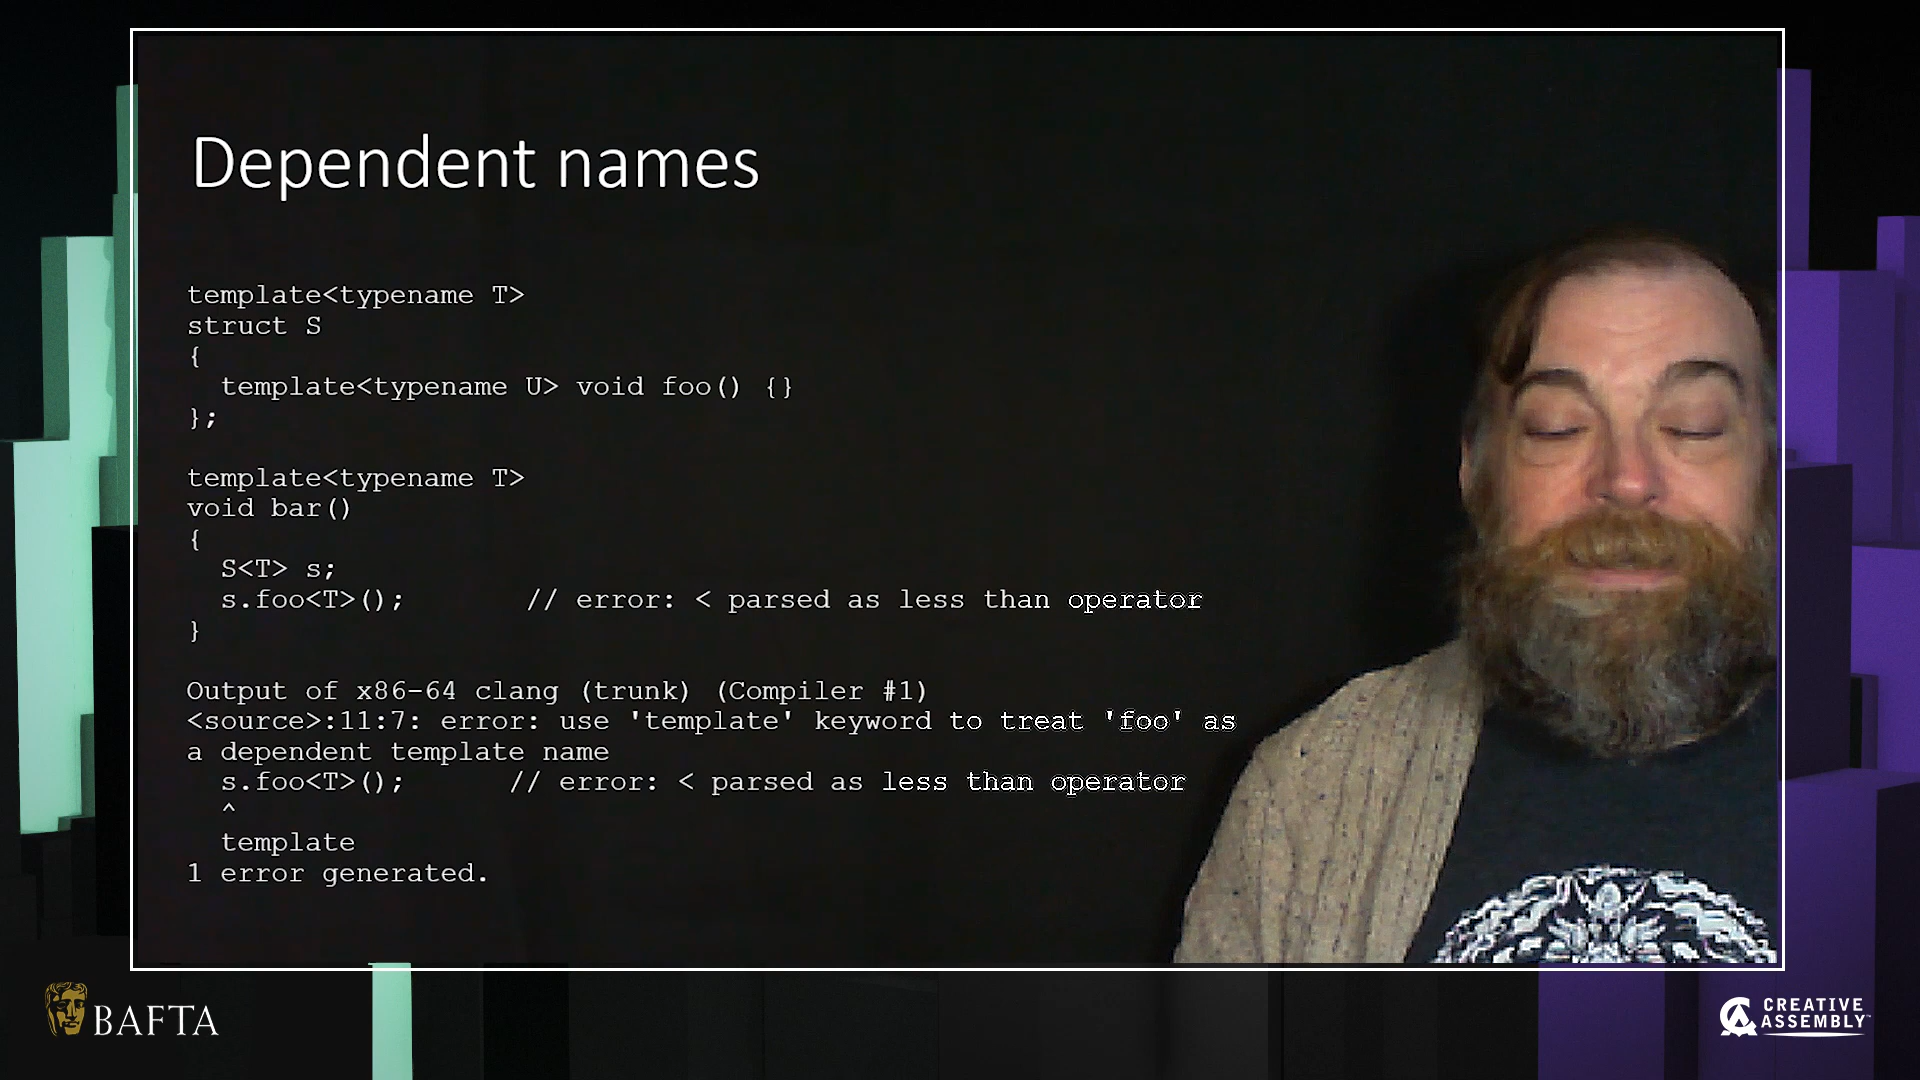 Dependent names
template<typename T>
struct S
{
  template<typename U> void foo() {}
};
template<typename T>
void bar()
{
  S<T> s;
  s.foo<T>();       // error: < parsed as less than operator
}
Output of x86-64 clang (trunk) (Compiler #1)
<source>:11:7: error: use 'template' keyword to treat 'foo' as
a dependent template name
  s.foo<T>();      // error: < parsed as less than operator
  ^
  template
1 error generated.
BAFTA
CREATIVE
ASSEMBLY™